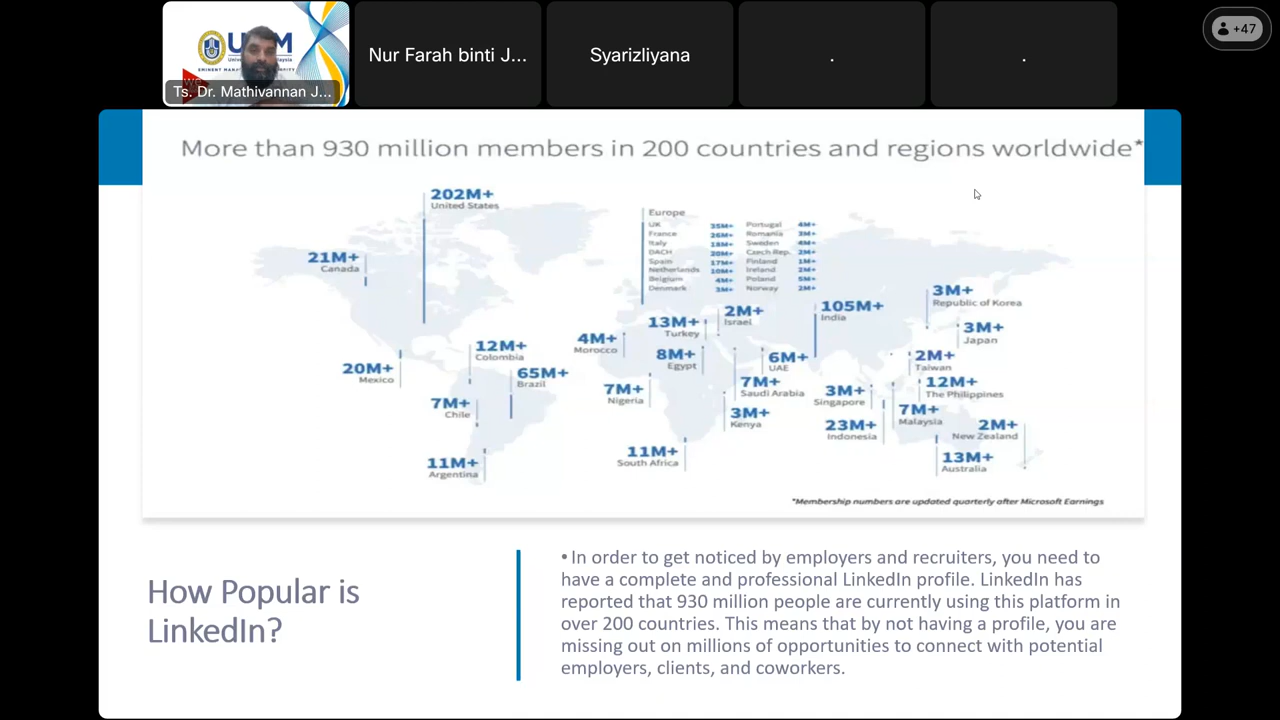 Ts. Dr. Mathivannan J...
Nur Farah binti J...
Syarizliyana
.
.
+47
More than 930 million members in 200 countries and regions worldwide*
202M+
United States
21M+
Canada
Europe
UK 35M+ Portugal 4M+
France 26M+ Romania 3M+
Italy 18M+ Sweden 4M+
DACH 20M+ Czech Rep. 2M+
Spain 17M+ Finland 1M+
Netherlands 10M+ Ireland 2M+
Belgium 4M+ Poland 5M+
Denmark 3M+ Norway 2M+
3M+
Republic of Korea
105M+
India
2M+
Israel
13M+
Turkey
3M+
Japan
4M+
Morocco
12M+
Colombia
8M+
Egypt
6M+
UAE
2M+
Taiwan
20M+
Mexico
65M+
Brazil
7M+
Nigeria
7M+
Saudi Arabia
3M+
Singapore
12M+
The Philippines
7M+
Chile
3M+
Kenya
7M+
Malaysia
23M+
Indonesia
2M+
New Zealand
11M+
Argentina
11M+
South Africa
13M+
Australia
*Membership numbers are updated quarterly after Microsoft Earnings
How Popular is
LinkedIn?
• In order to get noticed by employers and recruiters, you need to
have a complete and professional LinkedIn profile. LinkedIn has
reported that 930 million people are currently using this platform in
over 200 countries. This means that by not having a profile, you are
missing out on millions of opportunities to connect with potential
employers, clients, and coworkers.